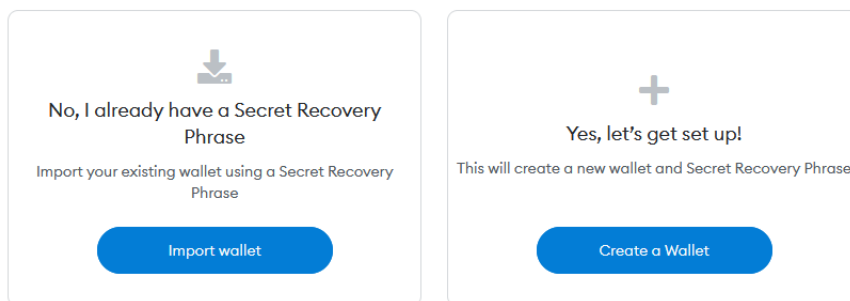 No, I already have a Secret Recovery
Phrase
Import your existing wallet using a Secret Recovery
Phrase
Import wallet
Yes, let’s get set up!
This will create a new wallet and Secret Recovery Phrase
Create a Wallet